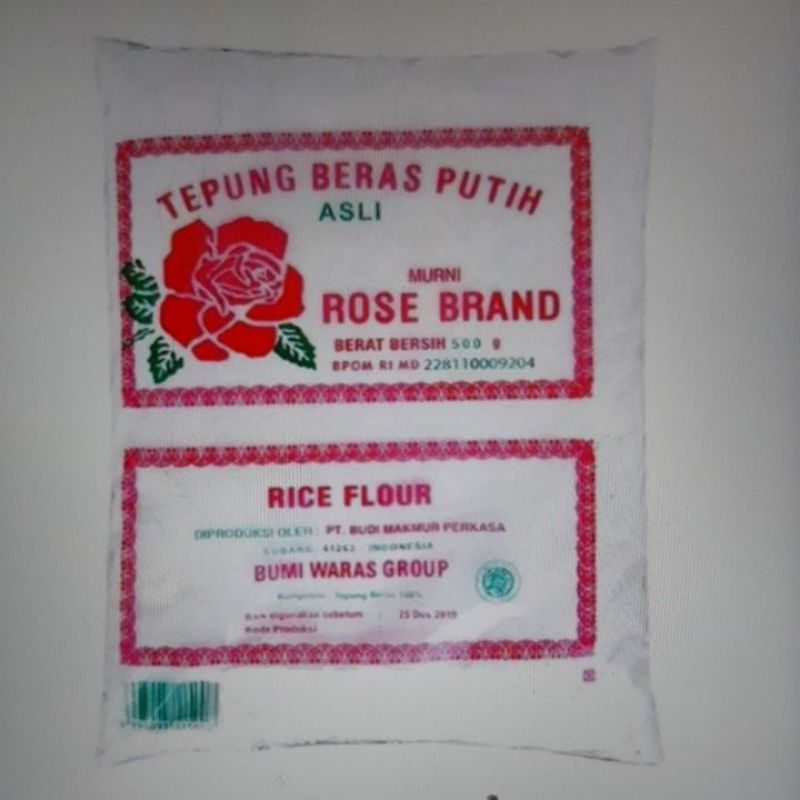 TEPUNG BERAS PUTIH
ASLI
MURNI
ROSE BRAND
BERAT BERSIH 500 g
BPOM RI MD 228110009204
RICE FLOUR
DIPRODUKSI OLEH : PT. BUDI MAKMUR PERKASA
SUBANG 41262 INDONESIA
BUMI WARAS GROUP
Komposisi : Tepung Beras 100%
Baik digunakan sebelum : 25 Des 2019
Kode Produksi